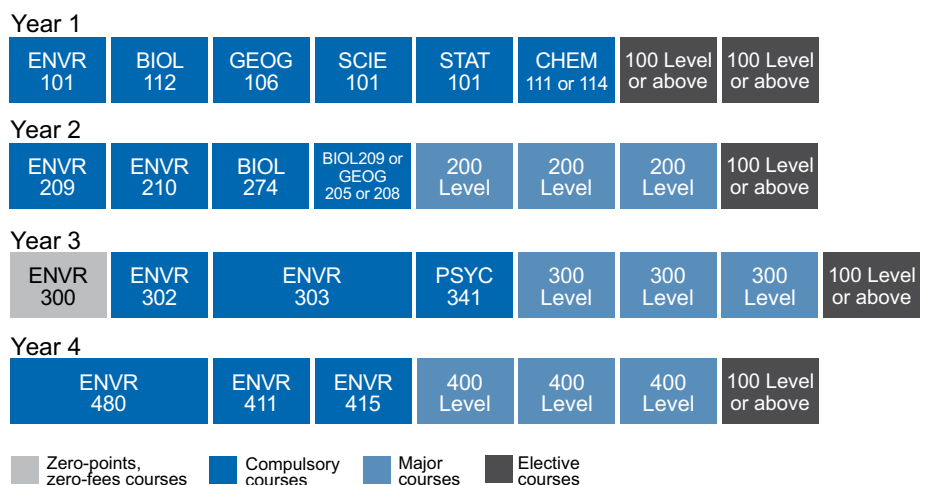 Year 1
ENVR 101
BIOL 112
GEOG 106
SCIE 101
STAT 101
CHEM 111 or 114
100 Level or above
100 Level or above
Year 2
ENVR 209
ENVR 210
BIOL 274
BIOL209 or GEOG 205 or 208
200 Level
200 Level
200 Level
100 Level or above
Year 3
ENVR 300
ENVR 302
ENVR 303
PSYC 341
300 Level
300 Level
300 Level
100 Level or above
Year 4
ENVR 480
ENVR 411
ENVR 415
400 Level
400 Level
400 Level
100 Level or above
Zero-points, zero-fees courses
Compulsory courses
Major courses
Elective courses